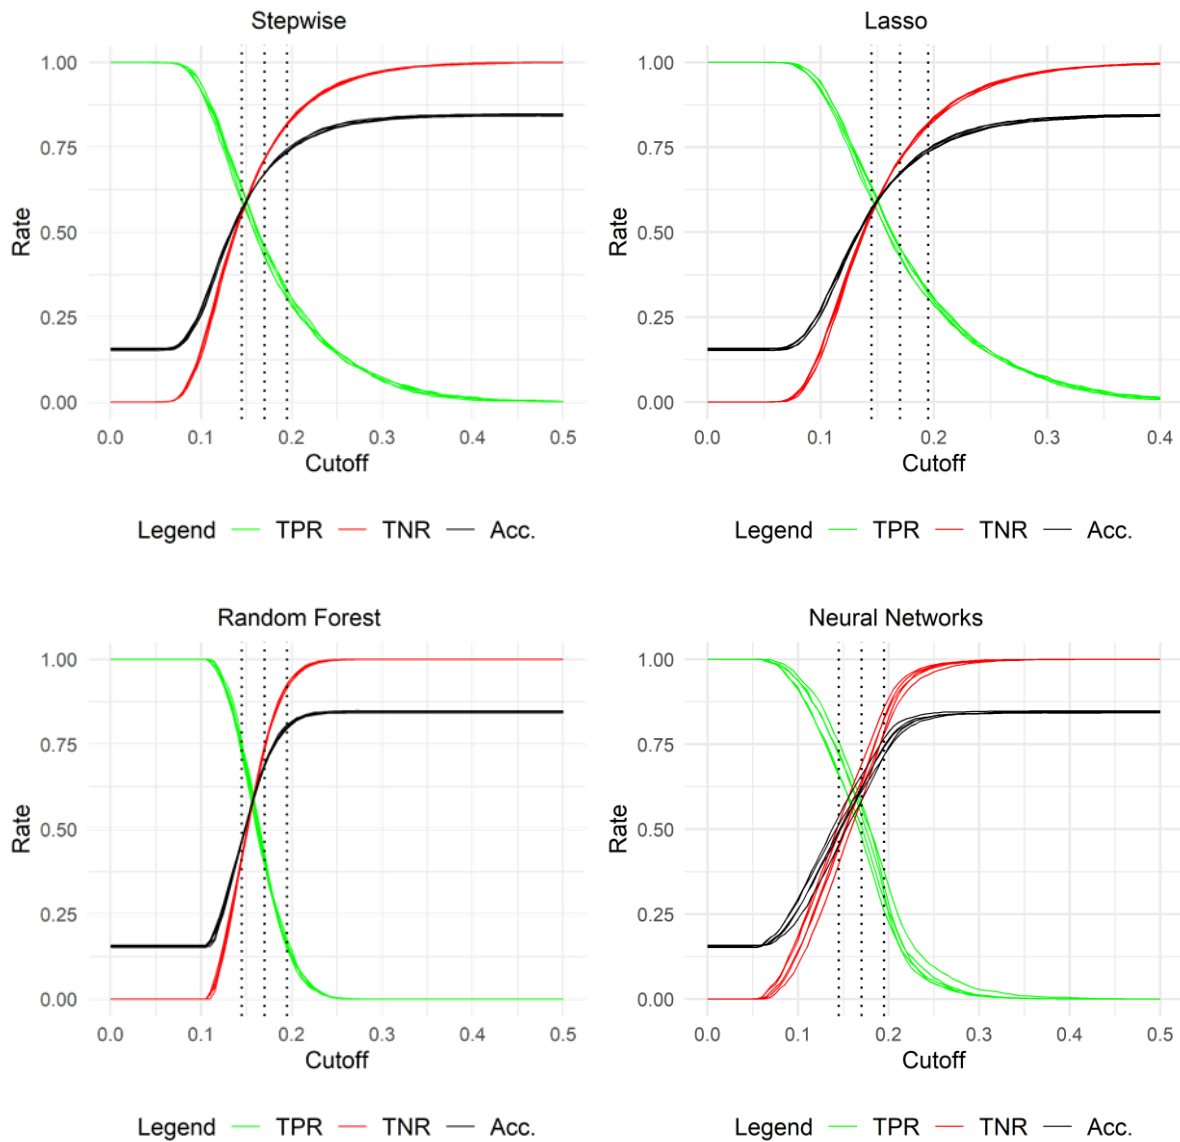 Stepwise
1.00
0.75
0.50
0.25
0.00
Rate
0.0 0.1 0.2 0.3 0.4 0.5
Cutoff
Legend TPR TNR Acc.
Lasso
1.00
0.75
0.50
0.25
0.00
Rate
0.0 0.1 0.2 0.3 0.4
Cutoff
Legend TPR TNR Acc.
Random Forest
1.00
0.75
0.50
0.25
0.00
Rate
0.0 0.1 0.2 0.3 0.4 0.5
Cutoff
Legend TPR TNR Acc.
Neural Networks
1.00
0.75
0.50
0.25
0.00
Rate
0.0 0.1 0.2 0.3 0.4 0.5
Cutoff
Legend TPR TNR Acc.